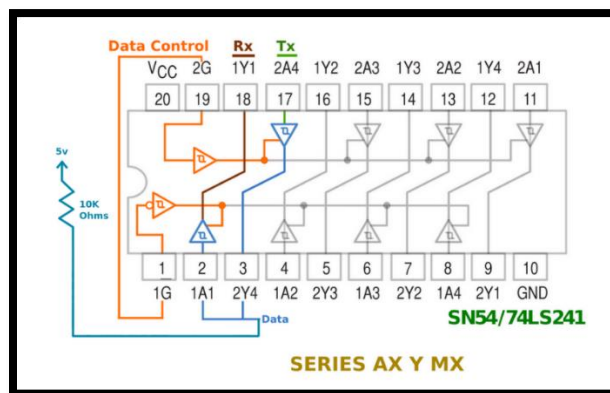 Data Control Rx Tx
VCC 2G 1Y1 2A4 1Y2 2A3 1Y3 2A2 1Y4 2A1
20 19 18 17 16 15 14 13 12 11
5v
10K
Ohms
1 2 3 4 5 6 7 8 9 10
1G 1A1 2Y4 1A2 2Y3 1A3 2Y2 1A4 2Y1 GND
Data
SN54/74LS241
SERIES AX Y MX